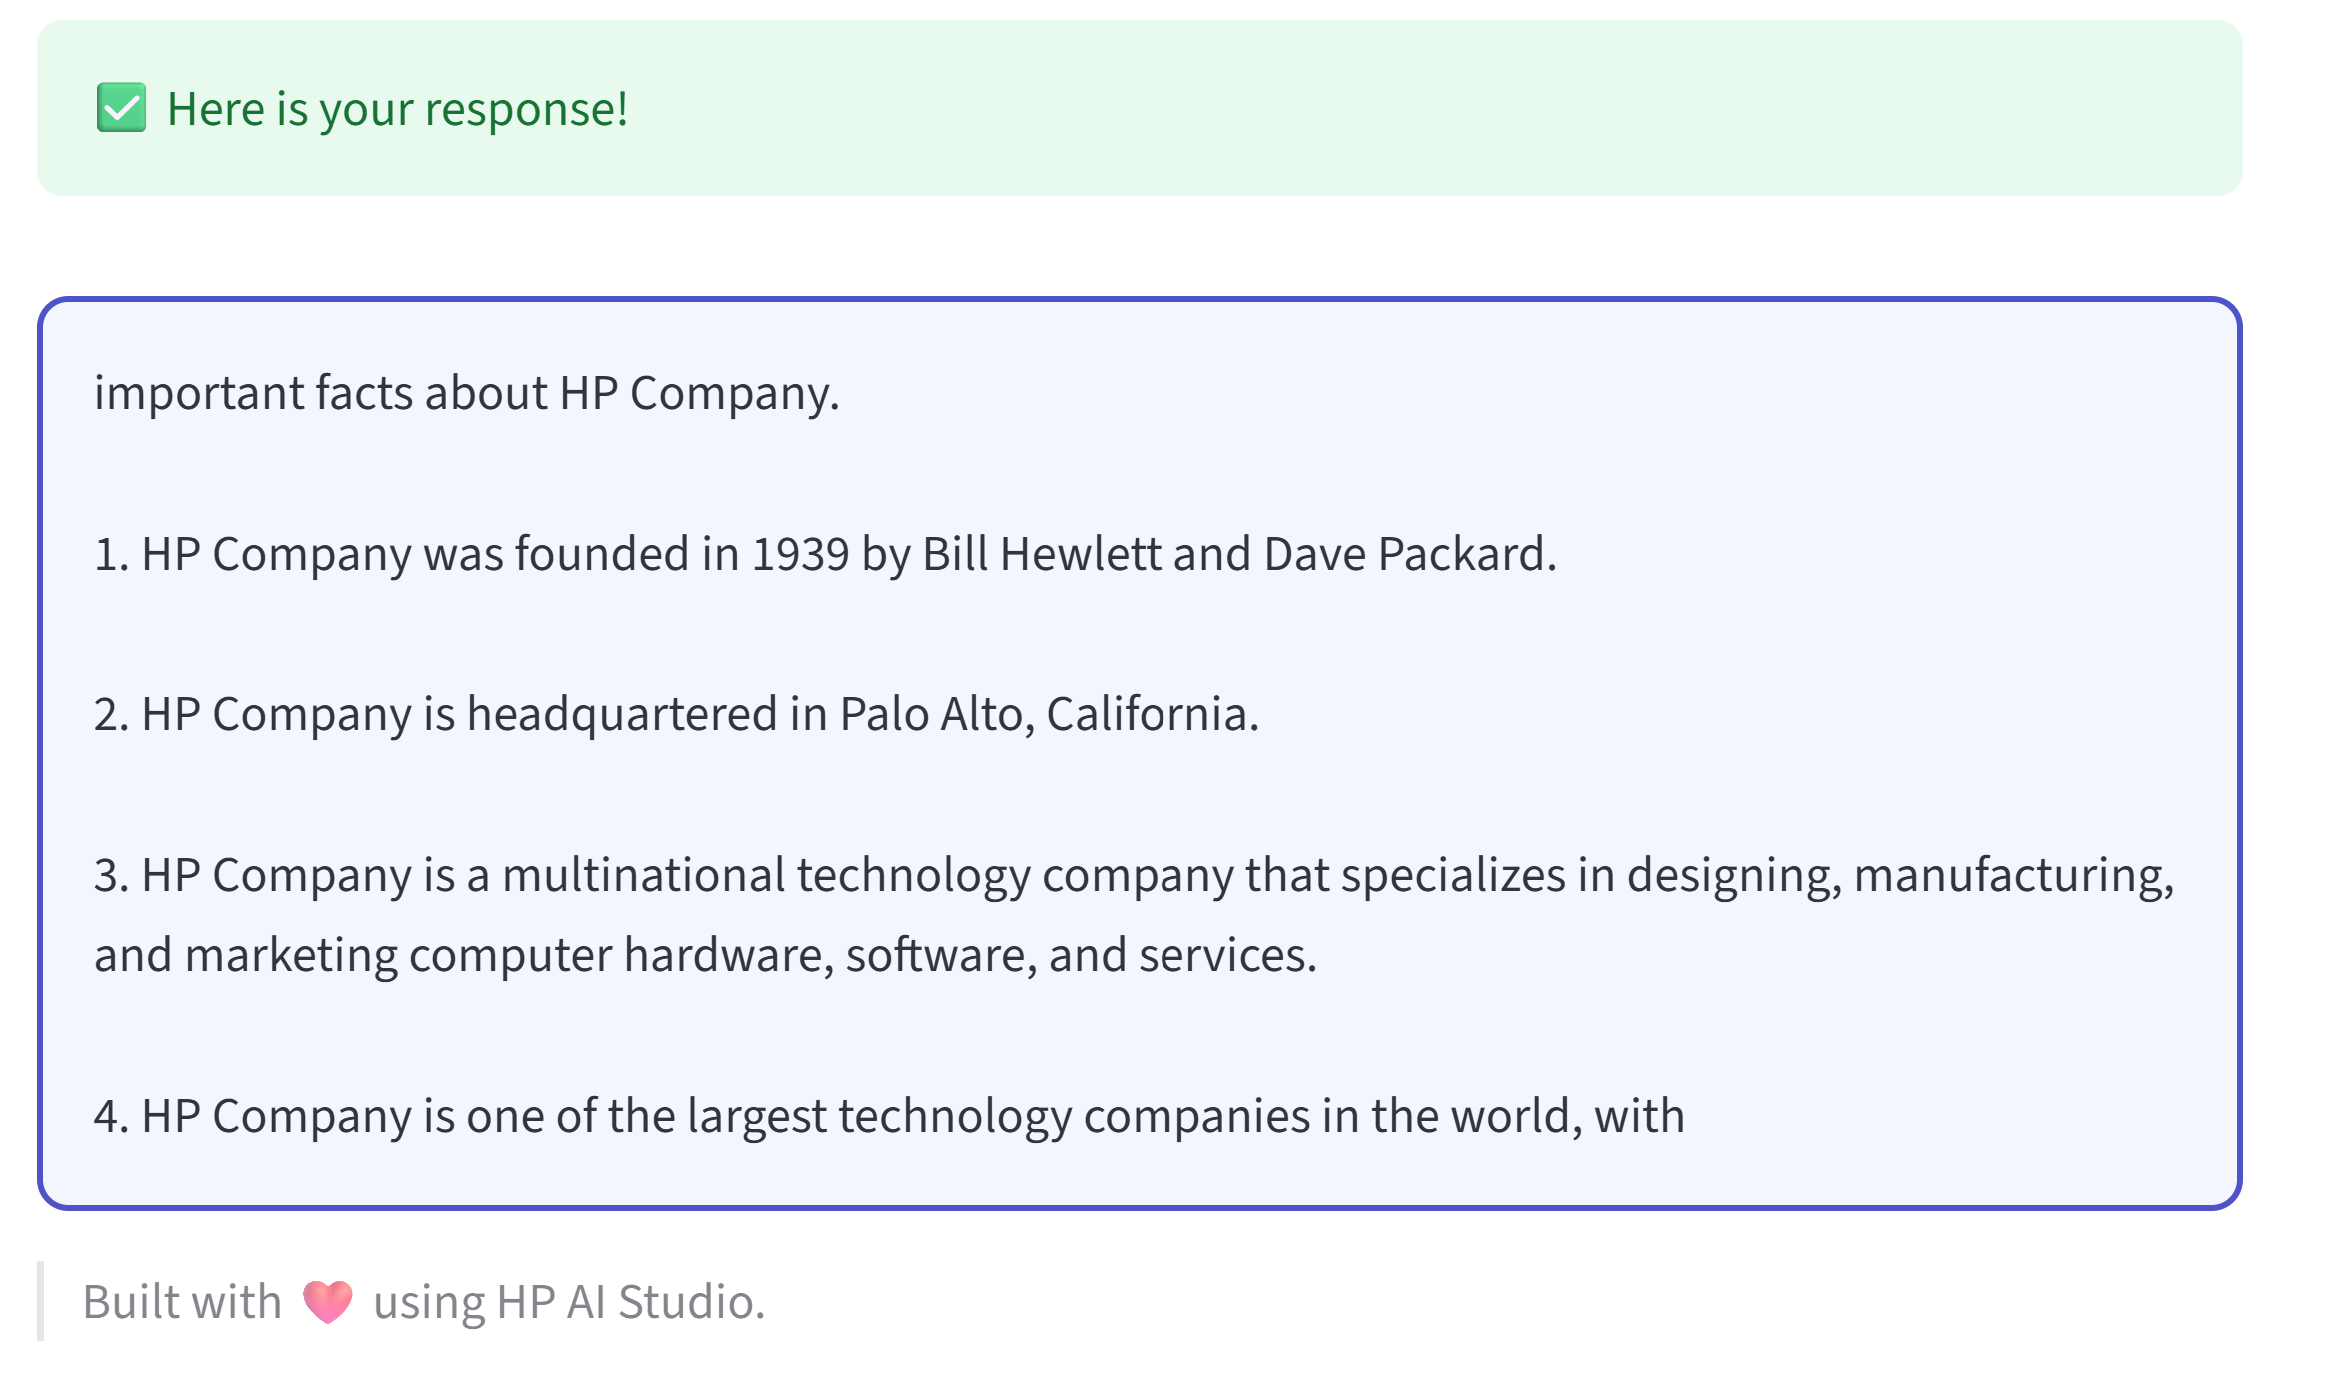 ✅ Here is your response!
important facts about HP Company.
1. HP Company was founded in 1939 by Bill Hewlett and Dave Packard.
2. HP Company is headquartered in Palo Alto, California.
3. HP Company is a multinational technology company that specializes in designing, manufacturing,
and marketing computer hardware, software, and services.
4. HP Company is one of the largest technology companies in the world, with
Built with 💖 using HP AI Studio.